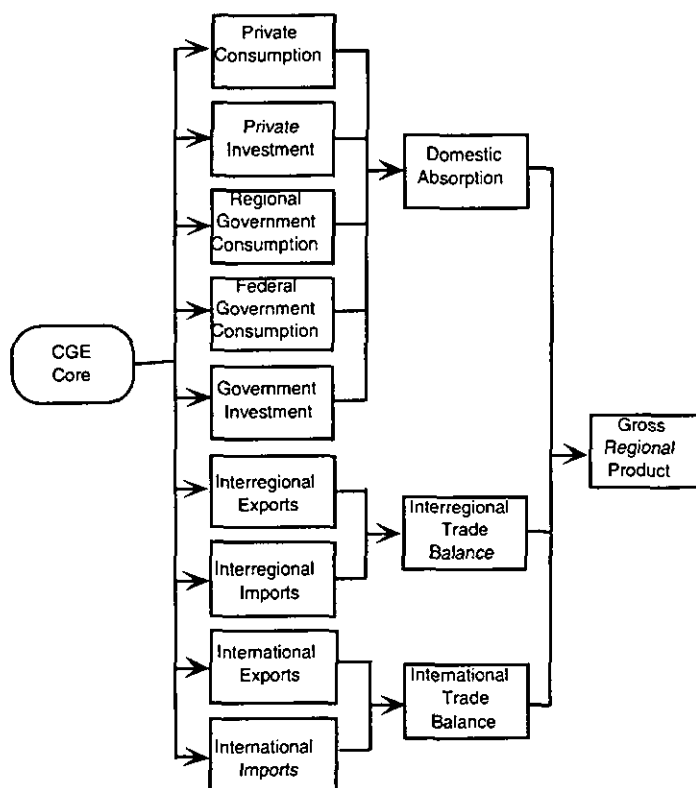 Private
Consumption
Private
Investment
Regional
Government
Consumption
Federal
Government
Consumption
Government
Investment
Interregional
Exports
Interregional
Imports
International
Exports
International
Imports
CGE
Core
Domestic
Absorption
Interregional
Trade
Balance
International
Trade
Balance
Gross
Regional
Product